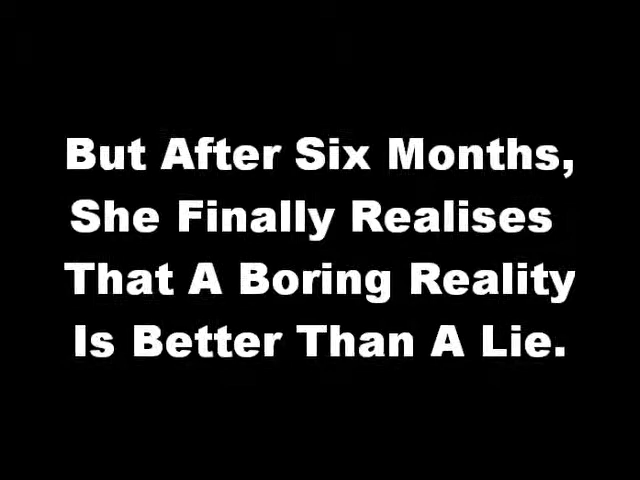 But After Six Months,
She Finally Realises
That A Boring Reality
Is Better Than A Lie.